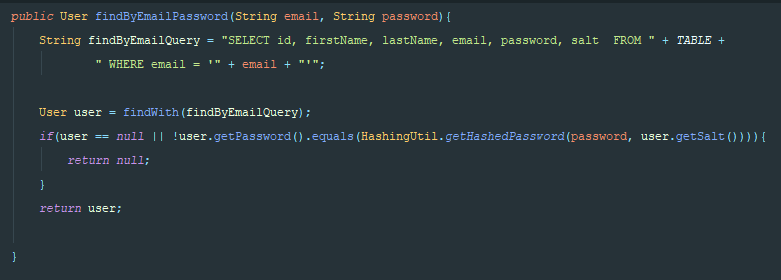 public User findByEmailPassword(String email, String password){
String findByEmailQuery = "SELECT id, firstName, lastName, email, password, salt  FROM " + TABLE +
" WHERE email = '" + email + "'";
User user = findWith(findByEmailQuery);
if(user == null || !user.getPassword().equals(HashingUtil.getHashedPassword(password, user.getSalt()))){
return null;
}
return user;
}